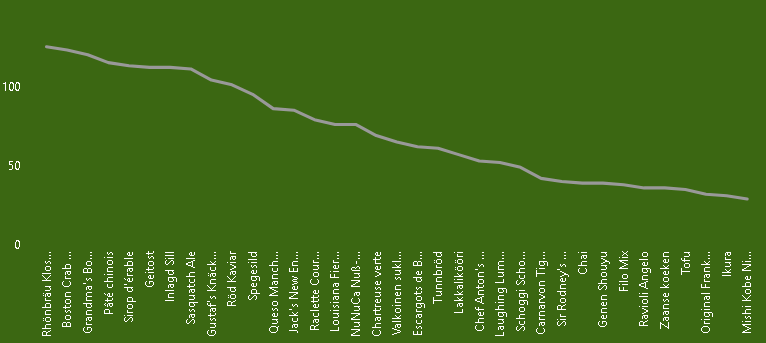 100
50
0
Rhönbräu Klos...
Boston Crab ...
Grandma's Bo...
Pâté chinois
Sirop d'érable
Geitost
Inlagd Sill
Sasquatch Ale
Gustaf's Knäck...
Röd Kaviar
Spegesild
Queso Manch...
Jack's New En...
Raclette Cour...
Louisiana Fier...
NuNuCa Nuß-...
Chartreuse verte
Valkoinen sukl...
Escargots de B...
Tunnbröd
Lakkalikööri
Chef Anton's ...
Laughing Lum...
Schoggi Scho...
Carnarvon Tig...
Sir Rodney's ...
Chai
Genen Shouyu
Filo Mix
Ravioli Angelo
Zaanse koeken
Tofu
Original Frank...
Ikura
Mishi Kobe Ni...